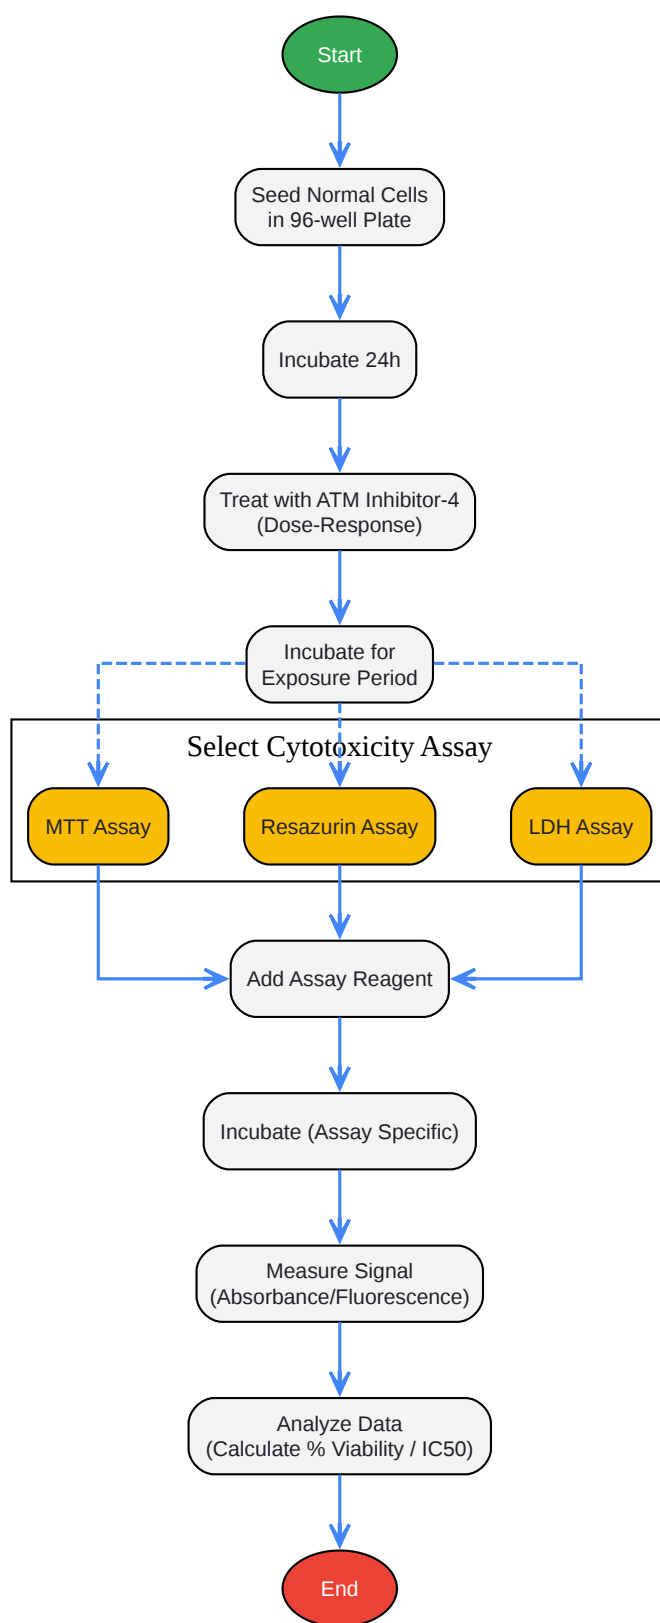 Start
Seed Normal Cells
in 96-well Plate
Incubate 24h
Treat with ATM Inhibitor-4
(Dose-Response)
Incubate for
Exposure Period
Select Cytotoxicity Assay
MTT Assay
Resazurin Assay
LDH Assay
Add Assay Reagent
Incubate (Assay Specific)
Measure Signal
(Absorbance/Fluorescence)
Analyze Data
(Calculate % Viability / IC50)
End